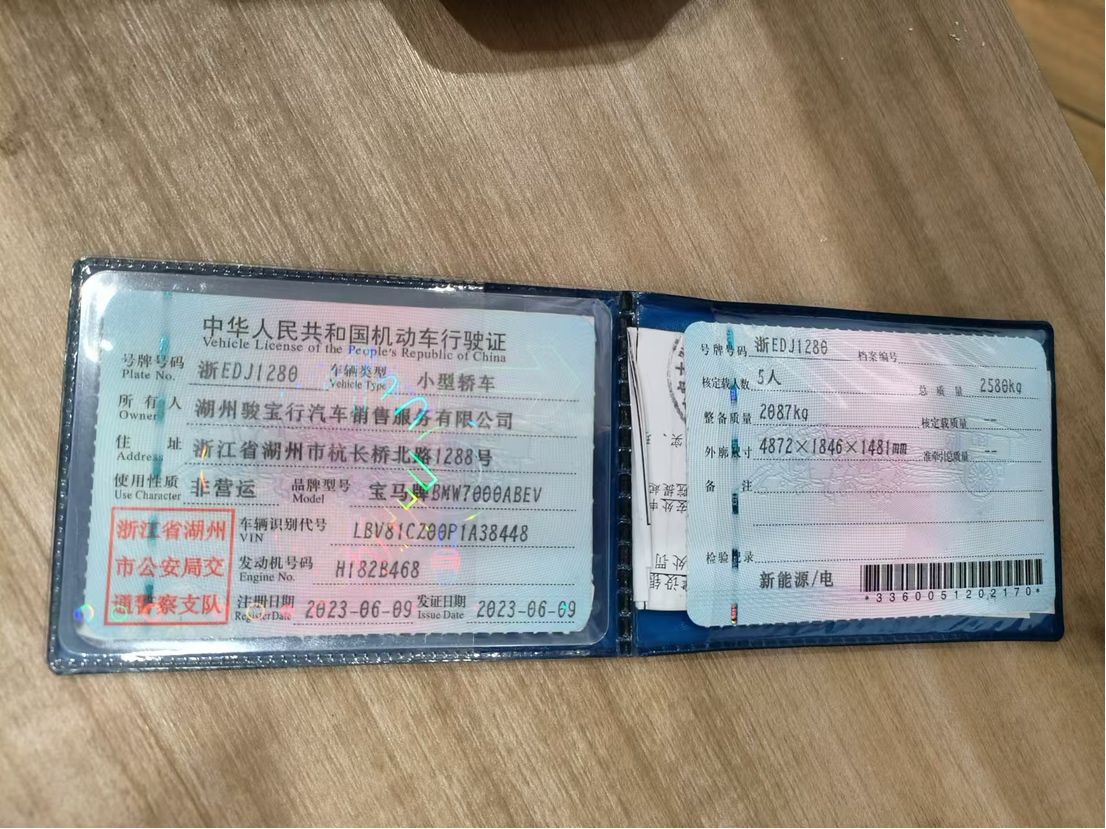 中华人民共和国机动车行驶证
Vehicle License of the People's Republic of China
号牌号码 浙EDJ1280 车辆类型 小型轿车
Plate No. Vehicle Type
所有人 湖州骏宝行汽车销售服务有限公司
Owner
住址 浙江省湖州市杭长桥北路1288号
Address
使用性质 非营运 品牌型号 宝马牌BMW7000ABEV
Use Character Model
浙江省湖州
市公安局交
通警察支队
车辆识别代号 LBV81CZ00P1A38448
VIN
发动机号码 H182B468
Engine No.
注册日期 2023-06-09 发证日期 2023-06-09
Register Date Issue Date
号牌号码 浙EDJ1280 档案编号
核定载人数 5人 总质量 2580kg
整备质量 2087kg 核定载质量 --
外廓尺寸 4872×1846×1481mm 准牵引总质量 --
备注
检验记录
新能源/电
*3360051202170*